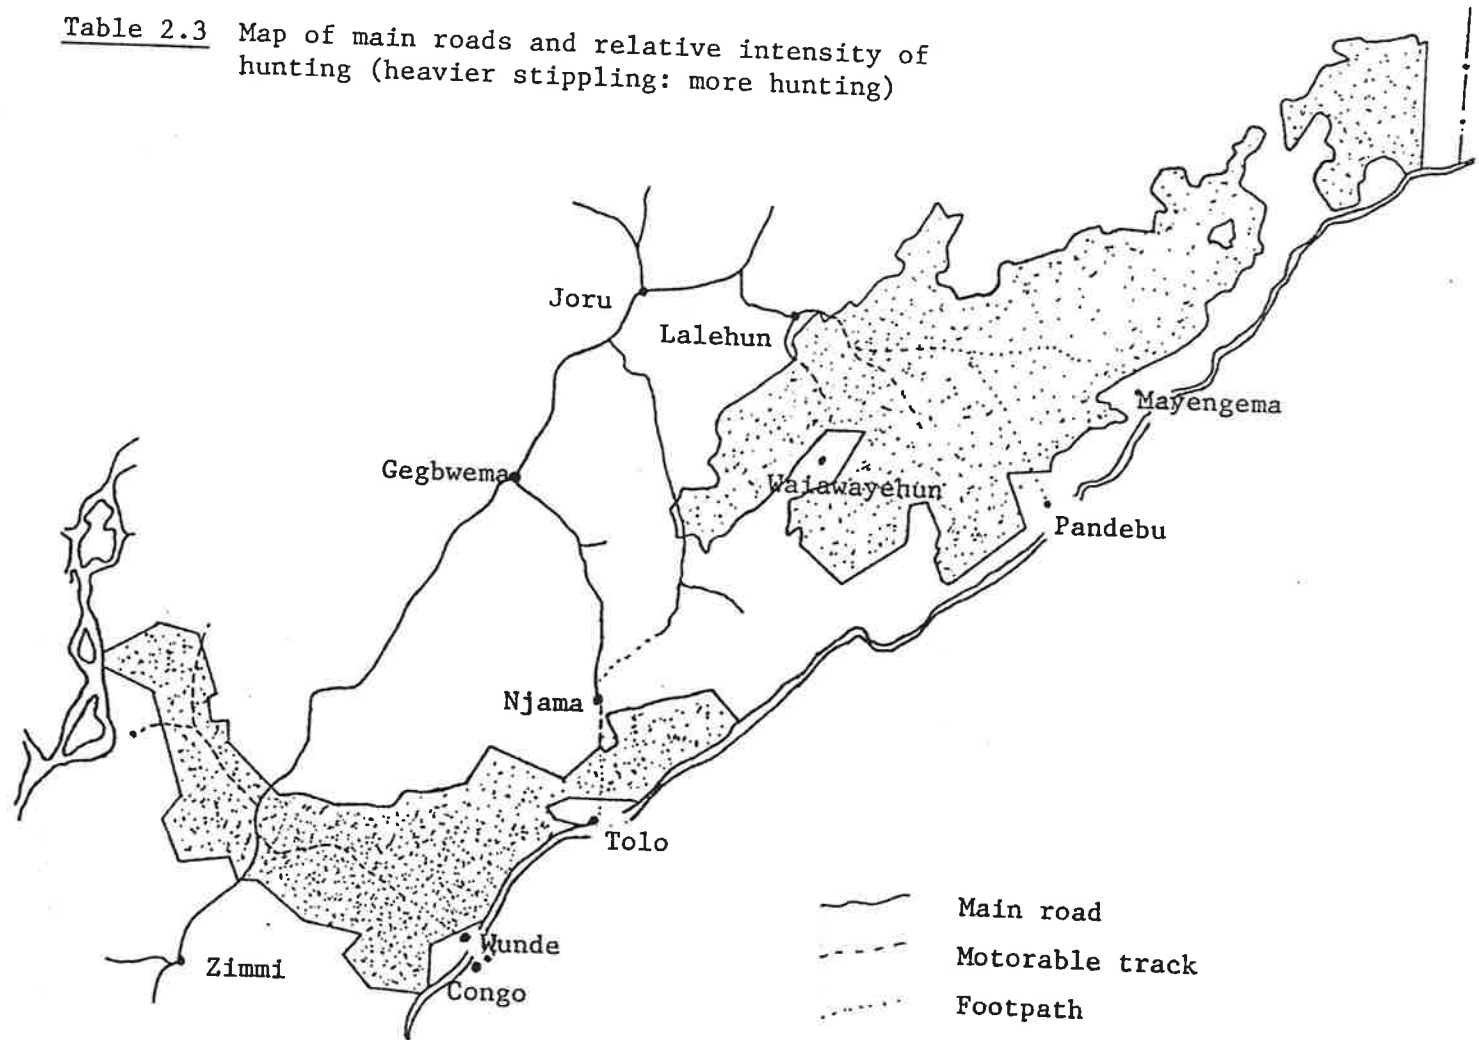 Table 2.3 Map of main roads and relative intensity of
hunting (heavier stippling: more hunting)
Joru
Lalehun
Mayengema
Gegbwema
Waiawayehun
Pandebu
Njama
Tolo
Wunde
Zimmi
Congo
Main road
Motorable track
Footpath